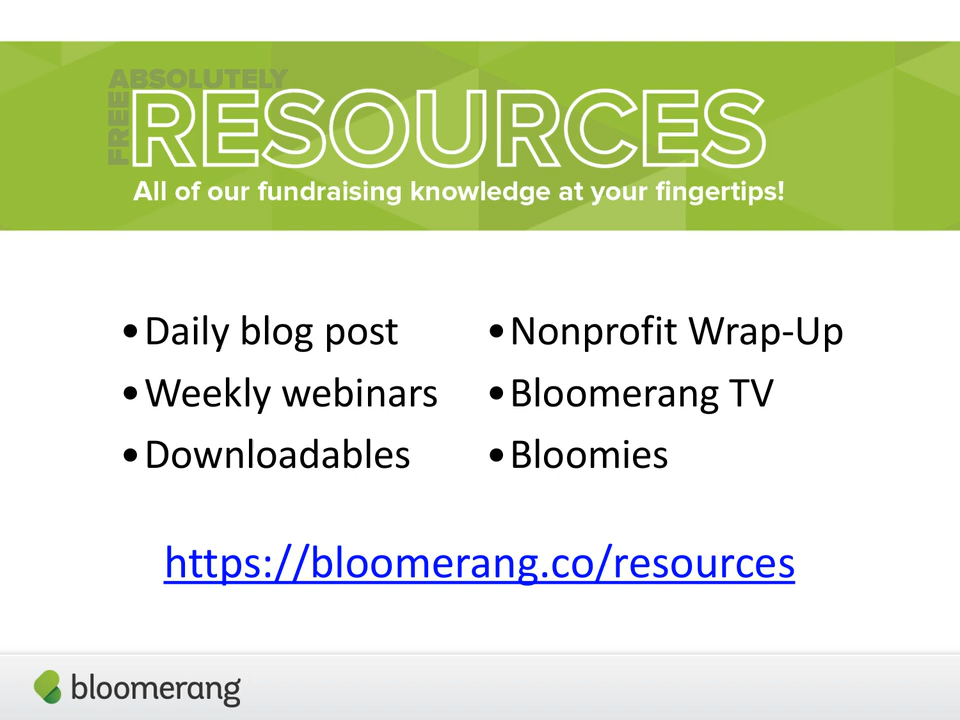 ABSOLUTELY
FREE
RESOURCES
All of our fundraising knowledge at your fingertips!
•Daily blog post
•Weekly webinars
•Downloadables
•Nonprofit Wrap-Up
•Bloomerang TV
•Bloomies
https://bloomerang.co/resources
bloomerang